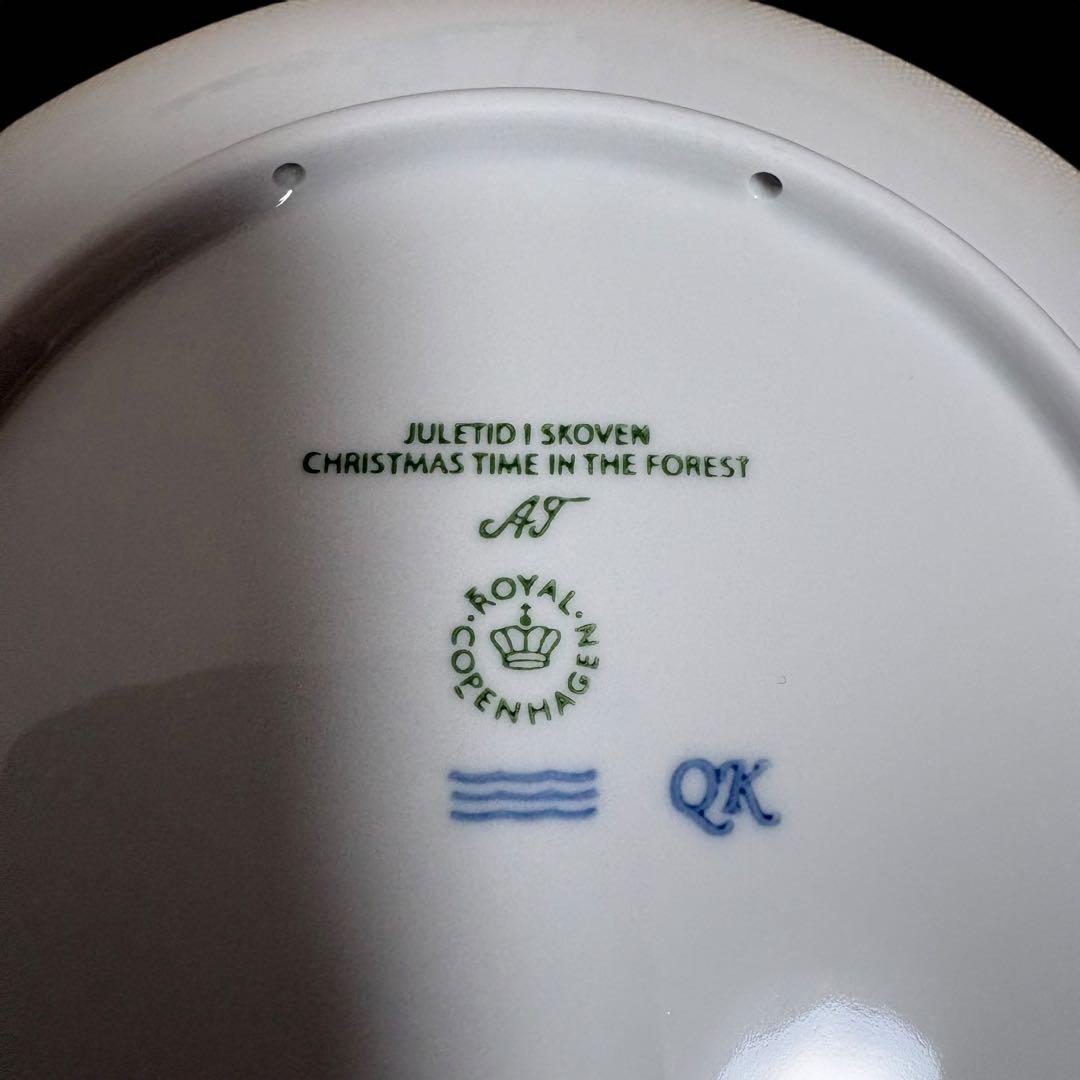 JULETID I SKOVEN
CHRISTMAS TIME IN THE FOREST
AT
ROYAL · COPENHAGEN ·
QK